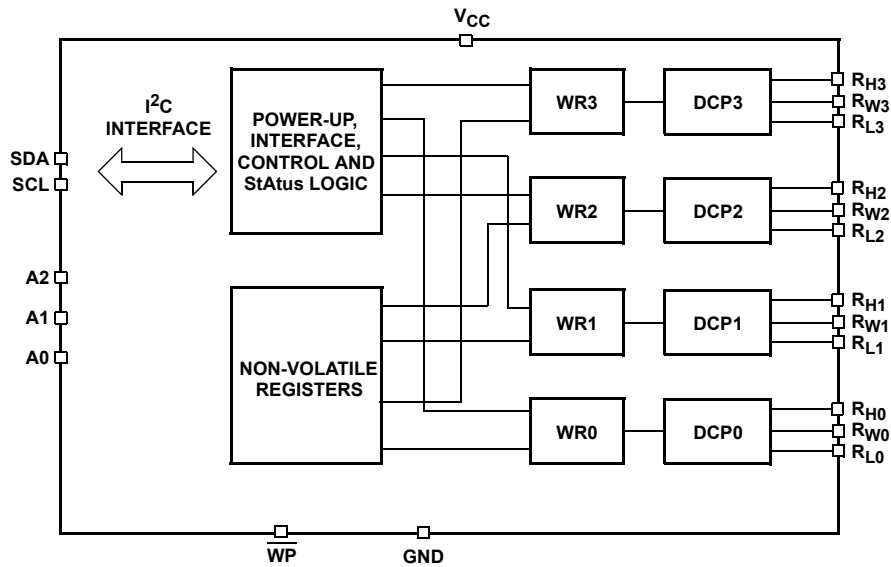 VCC
I2C
INTERFACE
SDA
SCL
A2
A1
A0
POWER-UP,
INTERFACE,
CONTROL AND
StAtus LOGIC
NON-VOLATILE
REGISTERS
WR3
DCP3
RH3
RW3
RL3
WR2
DCP2
RH2
RW2
RL2
WR1
DCP1
RH1
RW1
RL1
WR0
DCP0
RH0
RW0
RL0
WP
GND